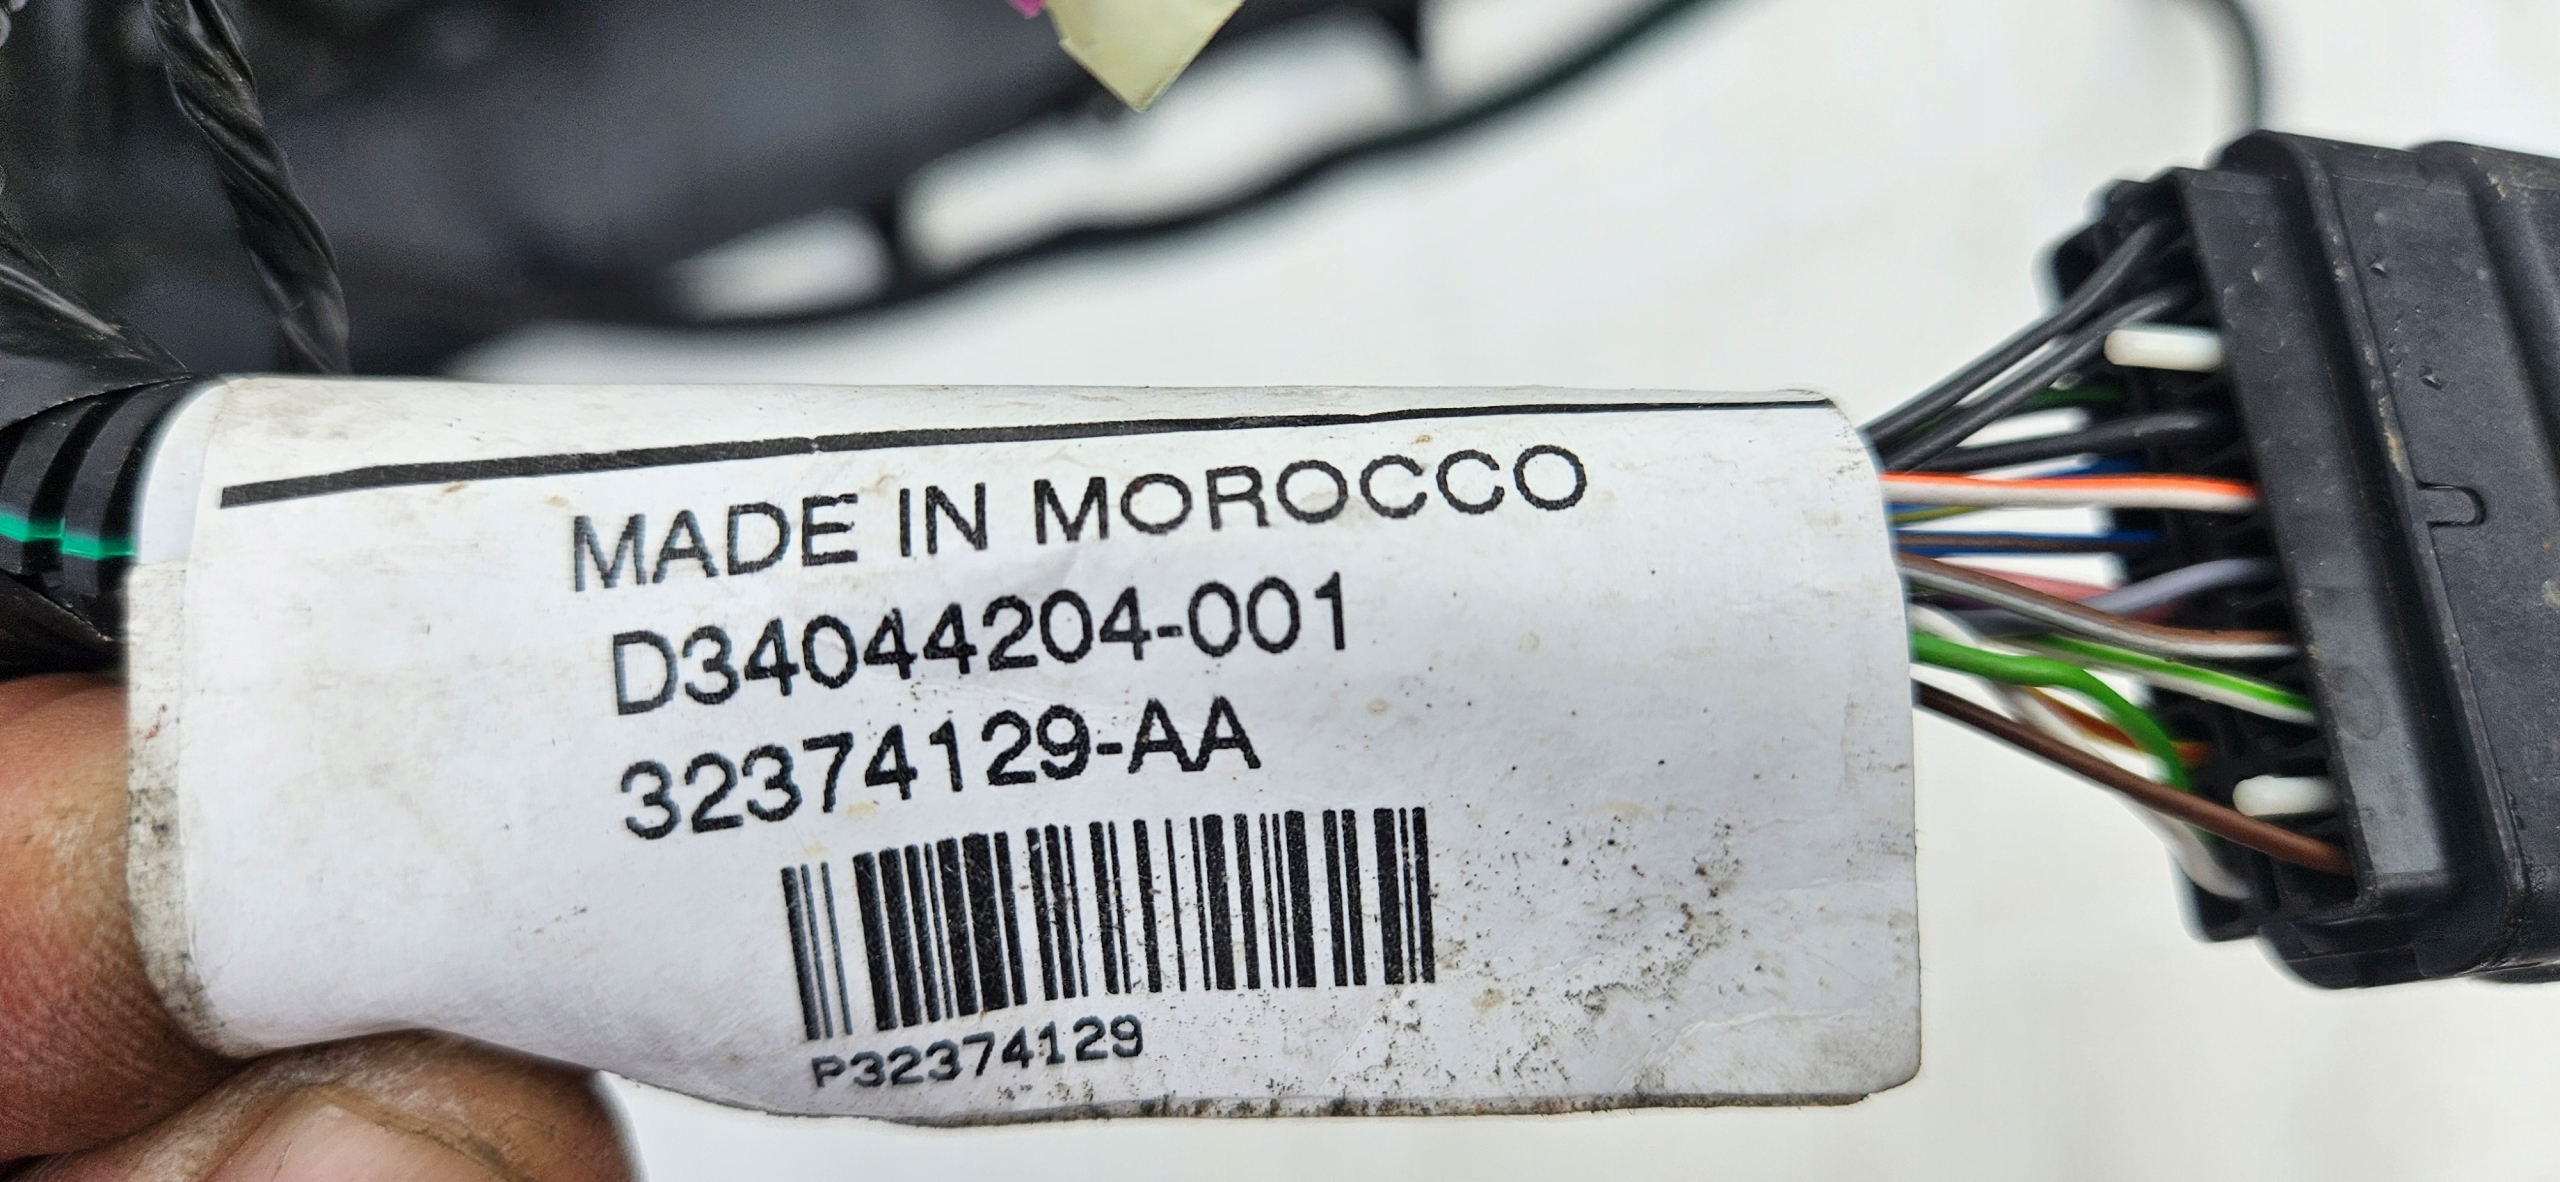 MADE IN MOROCCO
D34044204-001
32374129-AA
P32374129